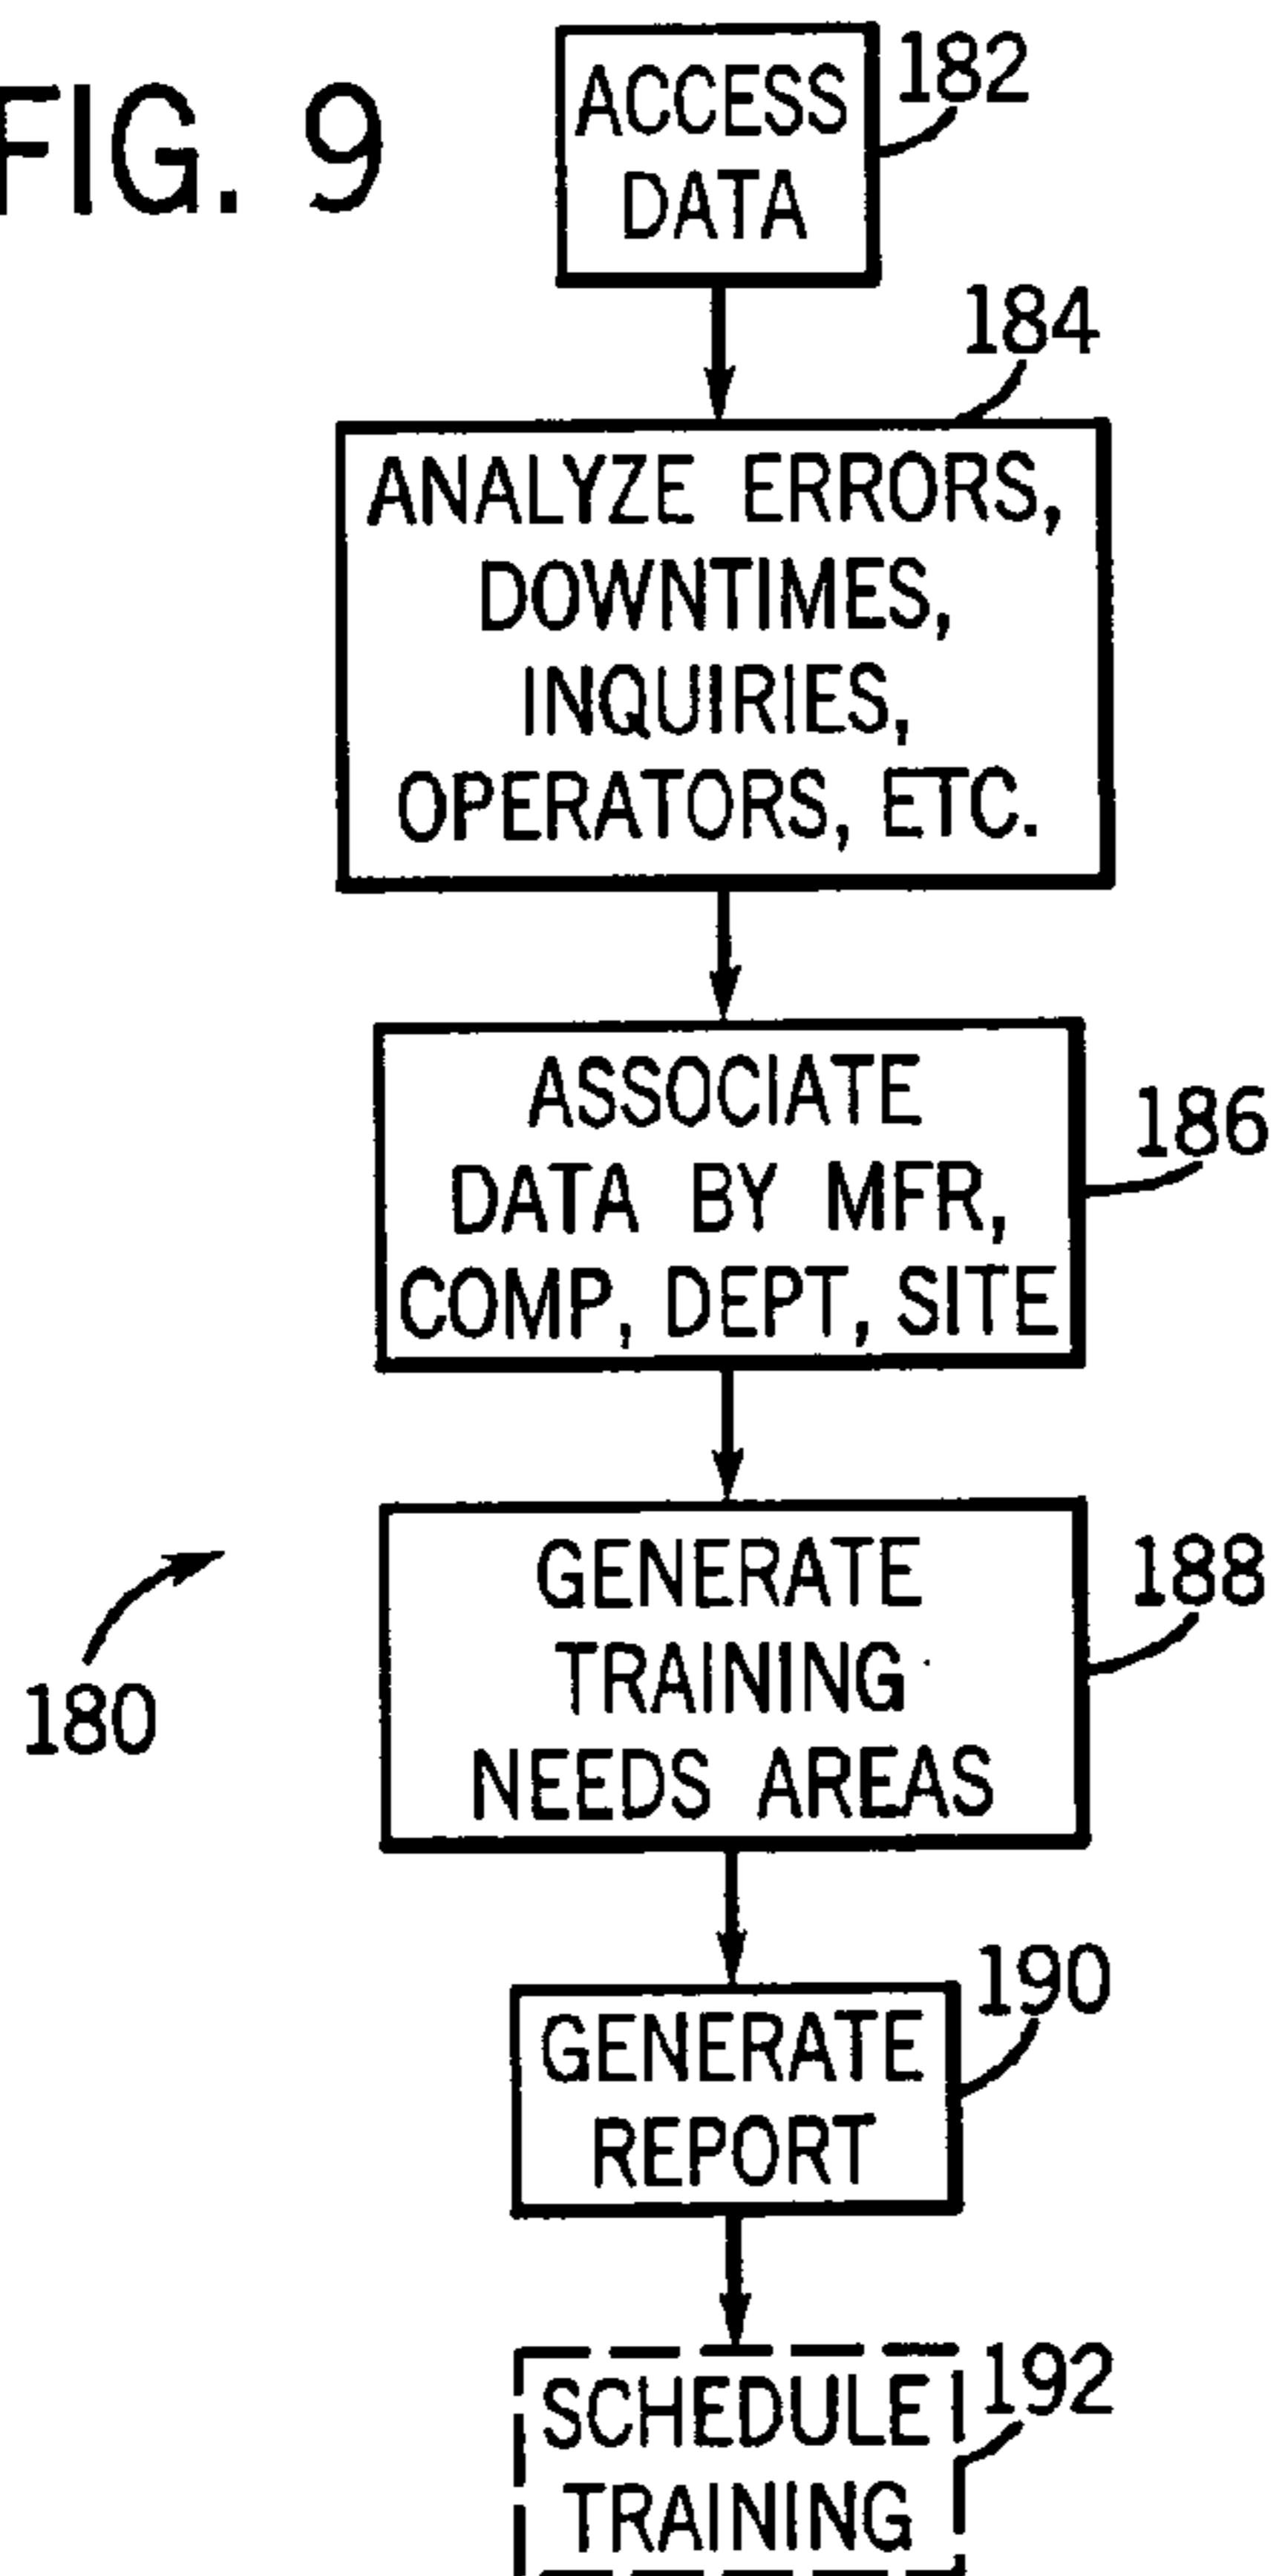 FIG. 9
ACCESS
DATA
182
184
ANALYZE ERRORS,
DOWNTIMES,
INQUIRIES,
OPERATORS, ETC.
ASSOCIATE
DATA BY MFR,
COMP, DEPT, SITE
186
GENERATE
TRAINING
NEEDS AREAS
188
180
GENERATE
REPORT
190
SCHEDULE
TRAINING
192